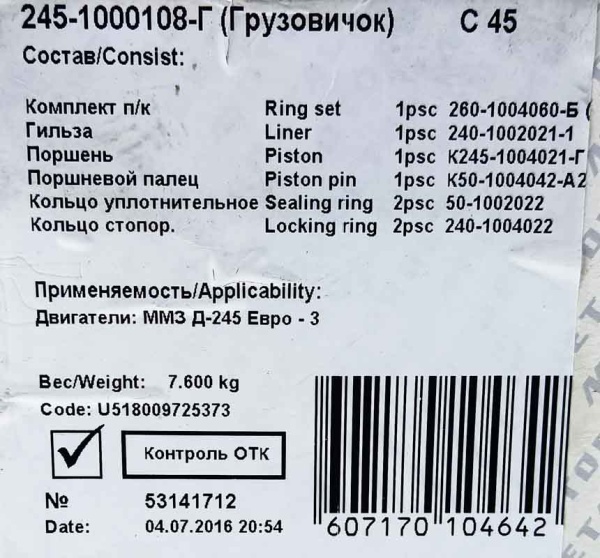 245-1000108-Г (Грузовичок) С 45
Состав/Consist:
Комплект п/к Ring set 1psc 260-1004060-Б (
Гильза Liner 1psc 240-1002021-1
Поршень Piston 1psc К245-1004021-Г
Поршневой палец Piston pin 1psc К50-1004042-А2
Кольцо уплотнительное Sealing ring 2psc 50-1002022
Кольцо стопор. Locking ring 2psc 240-1004022
Применяемость/Applicability:
Двигатели: ММЗ Д-245 Евро - 3
Вес/Weight: 7.600 kg
Code: U518009725373
Контроль ОТК
№ 53141712
Date: 04.07.2016 20:54
607170 104642